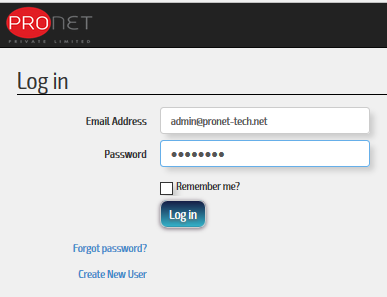 PRONET
PRIVATE LIMITED
Log in
Email Address admin@pronet-tech.net
Password ●●●●●●●●
Remember me?
Log in
Forgot password?
Create New User